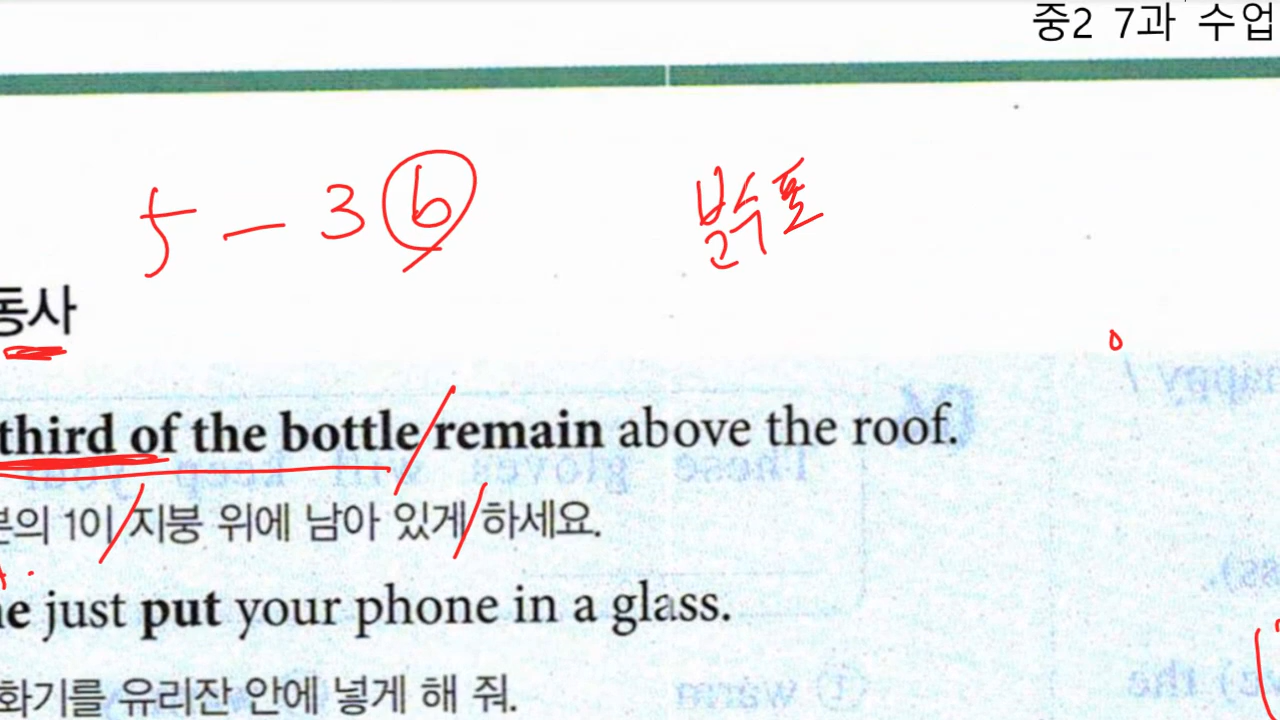 중2 7과 수업
5 - 3 b 분수표
동사
third of the bottle / remain above the roof.
분의 1이 / 지붕 위에 남아 있게 / 하세요.
just put your phone in a glass.
화기를 유리잔 안에 넣게 해 줘.